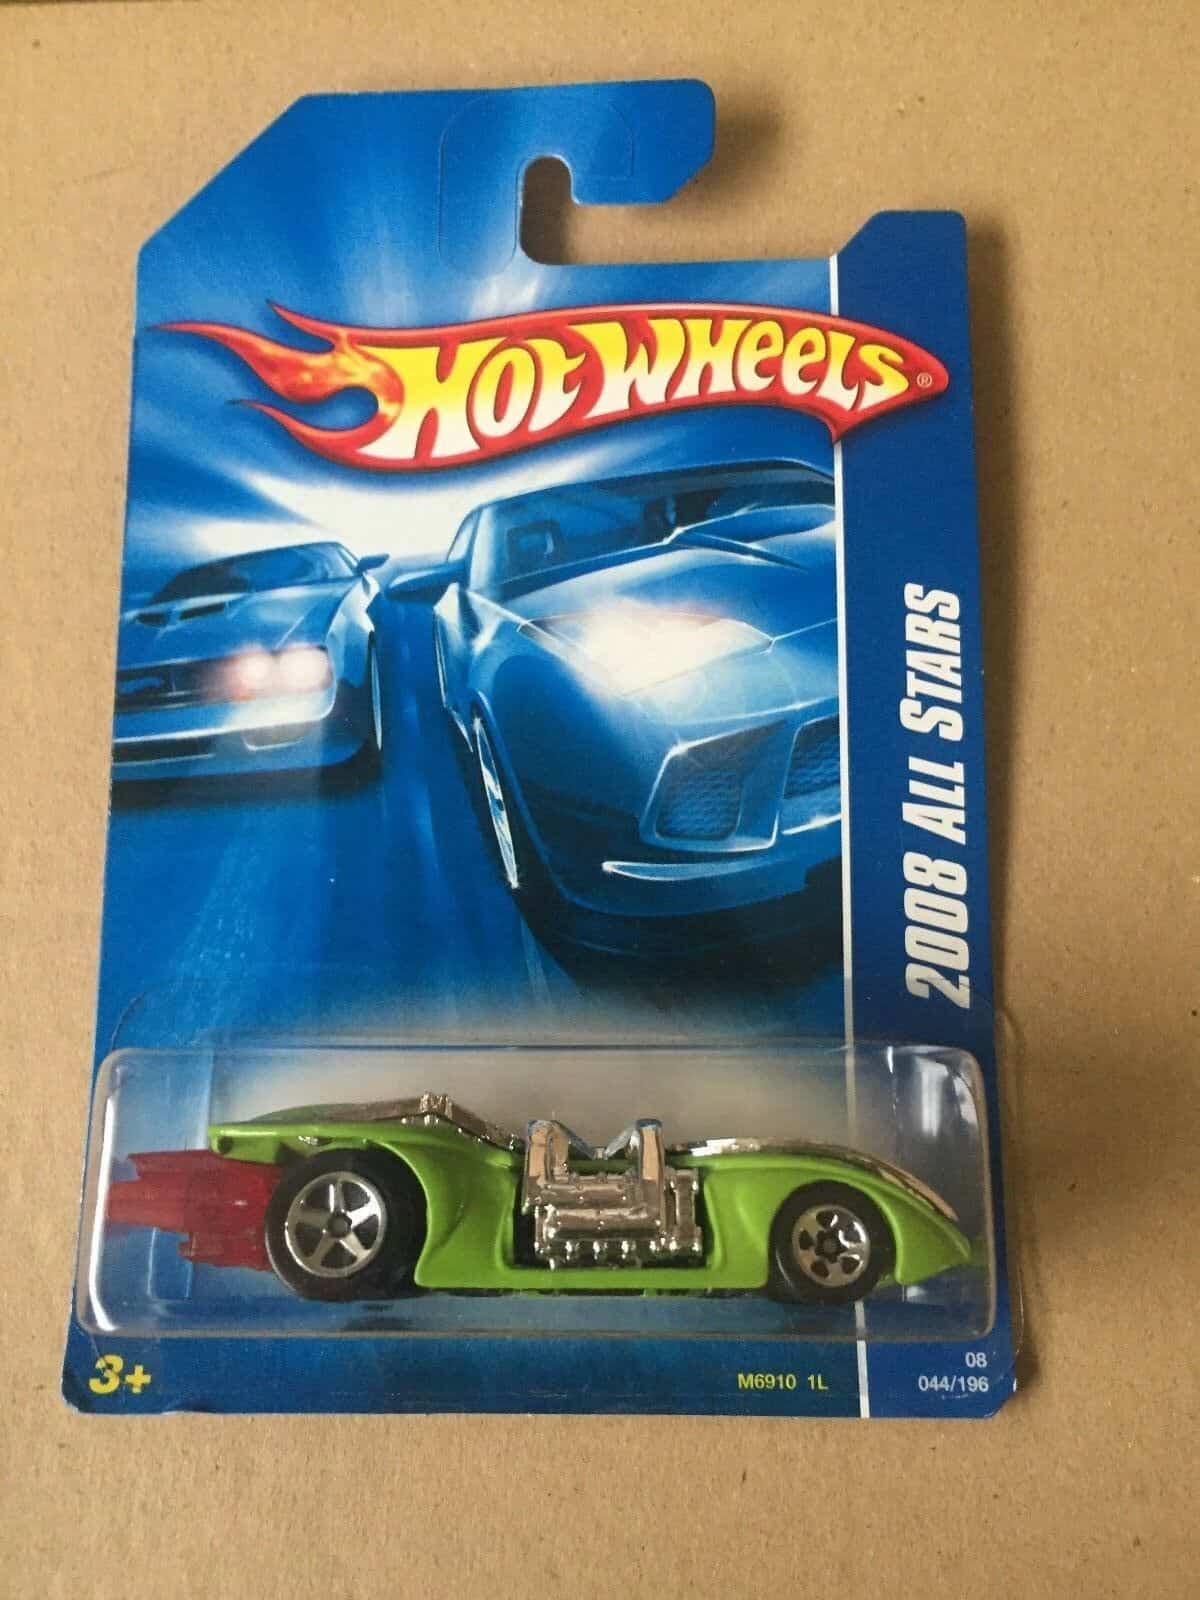 HOT WHEELS®
2008 ALL STARS
3+
M6910 1L
08
044/196